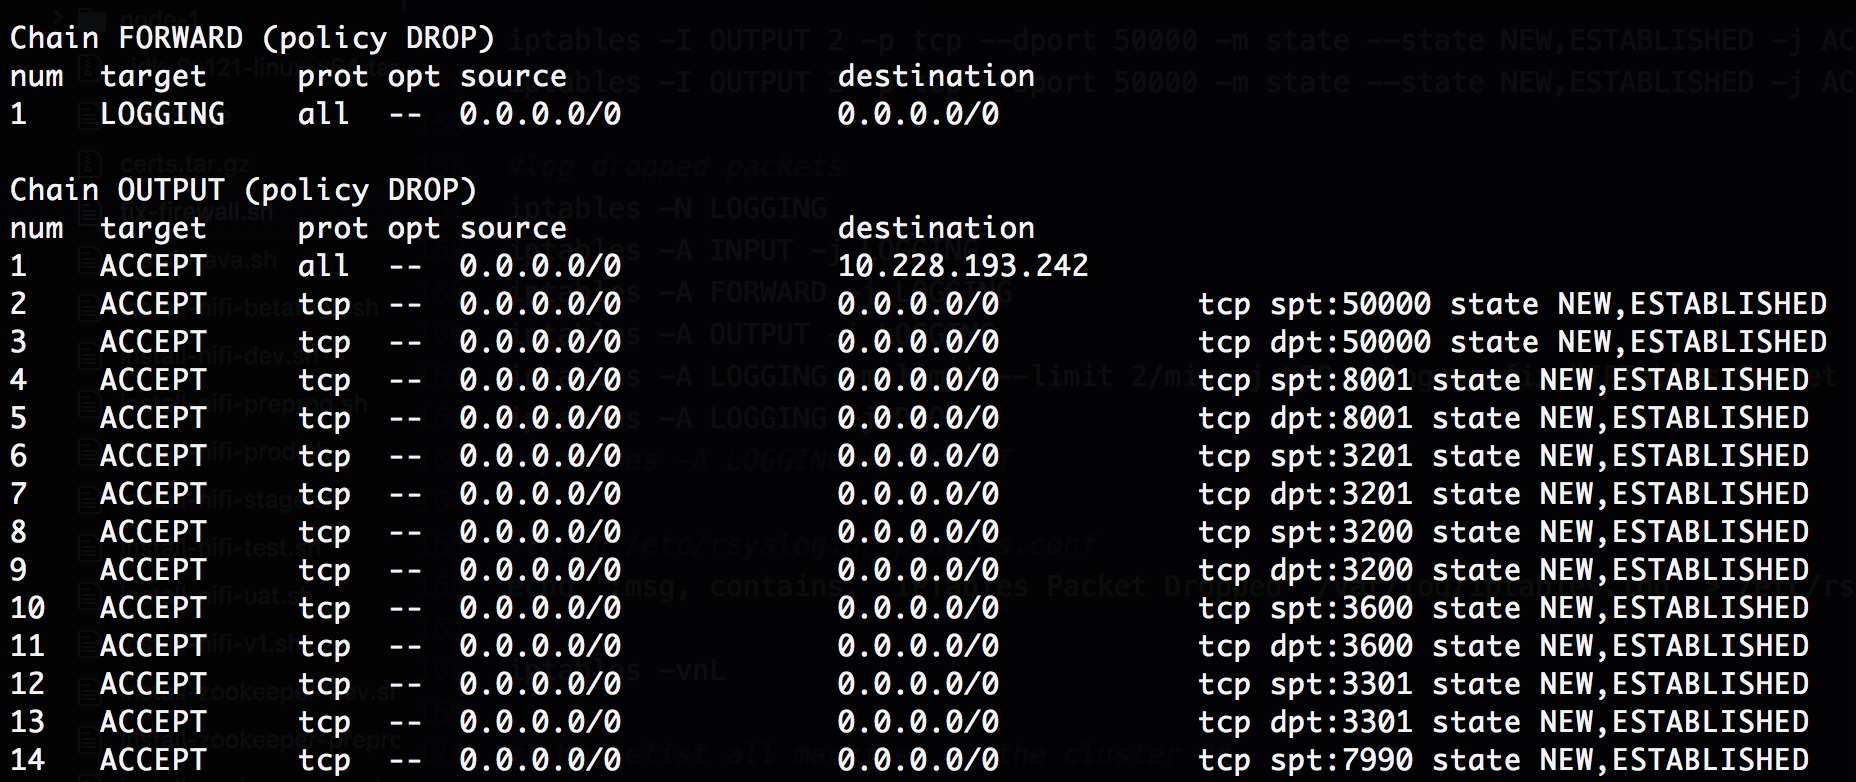 Chain FORWARD (policy DROP)
num target prot opt source destination
1 LOGGING all -- 0.0.0.0/0 0.0.0.0/0
Chain OUTPUT (policy DROP)
num target prot opt source destination
1 ACCEPT all -- 0.0.0.0/0 10.228.193.242
2 ACCEPT tcp -- 0.0.0.0/0 0.0.0.0/0 tcp spt:50000 state NEW,ESTABLISHED
3 ACCEPT tcp -- 0.0.0.0/0 0.0.0.0/0 tcp dpt:50000 state NEW,ESTABLISHED
4 ACCEPT tcp -- 0.0.0.0/0 0.0.0.0/0 tcp spt:8001 state NEW,ESTABLISHED
5 ACCEPT tcp -- 0.0.0.0/0 0.0.0.0/0 tcp dpt:8001 state NEW,ESTABLISHED
6 ACCEPT tcp -- 0.0.0.0/0 0.0.0.0/0 tcp spt:3201 state NEW,ESTABLISHED
7 ACCEPT tcp -- 0.0.0.0/0 0.0.0.0/0 tcp dpt:3201 state NEW,ESTABLISHED
8 ACCEPT tcp -- 0.0.0.0/0 0.0.0.0/0 tcp spt:3200 state NEW,ESTABLISHED
9 ACCEPT tcp -- 0.0.0.0/0 0.0.0.0/0 tcp dpt:3200 state NEW,ESTABLISHED
10 ACCEPT tcp -- 0.0.0.0/0 0.0.0.0/0 tcp spt:3600 state NEW,ESTABLISHED
11 ACCEPT tcp -- 0.0.0.0/0 0.0.0.0/0 tcp dpt:3600 state NEW,ESTABLISHED
12 ACCEPT tcp -- 0.0.0.0/0 0.0.0.0/0 tcp spt:3301 state NEW,ESTABLISHED
13 ACCEPT tcp -- 0.0.0.0/0 0.0.0.0/0 tcp dpt:3301 state NEW,ESTABLISHED
14 ACCEPT tcp -- 0.0.0.0/0 0.0.0.0/0 tcp spt:7990 state NEW,ESTABLISHED